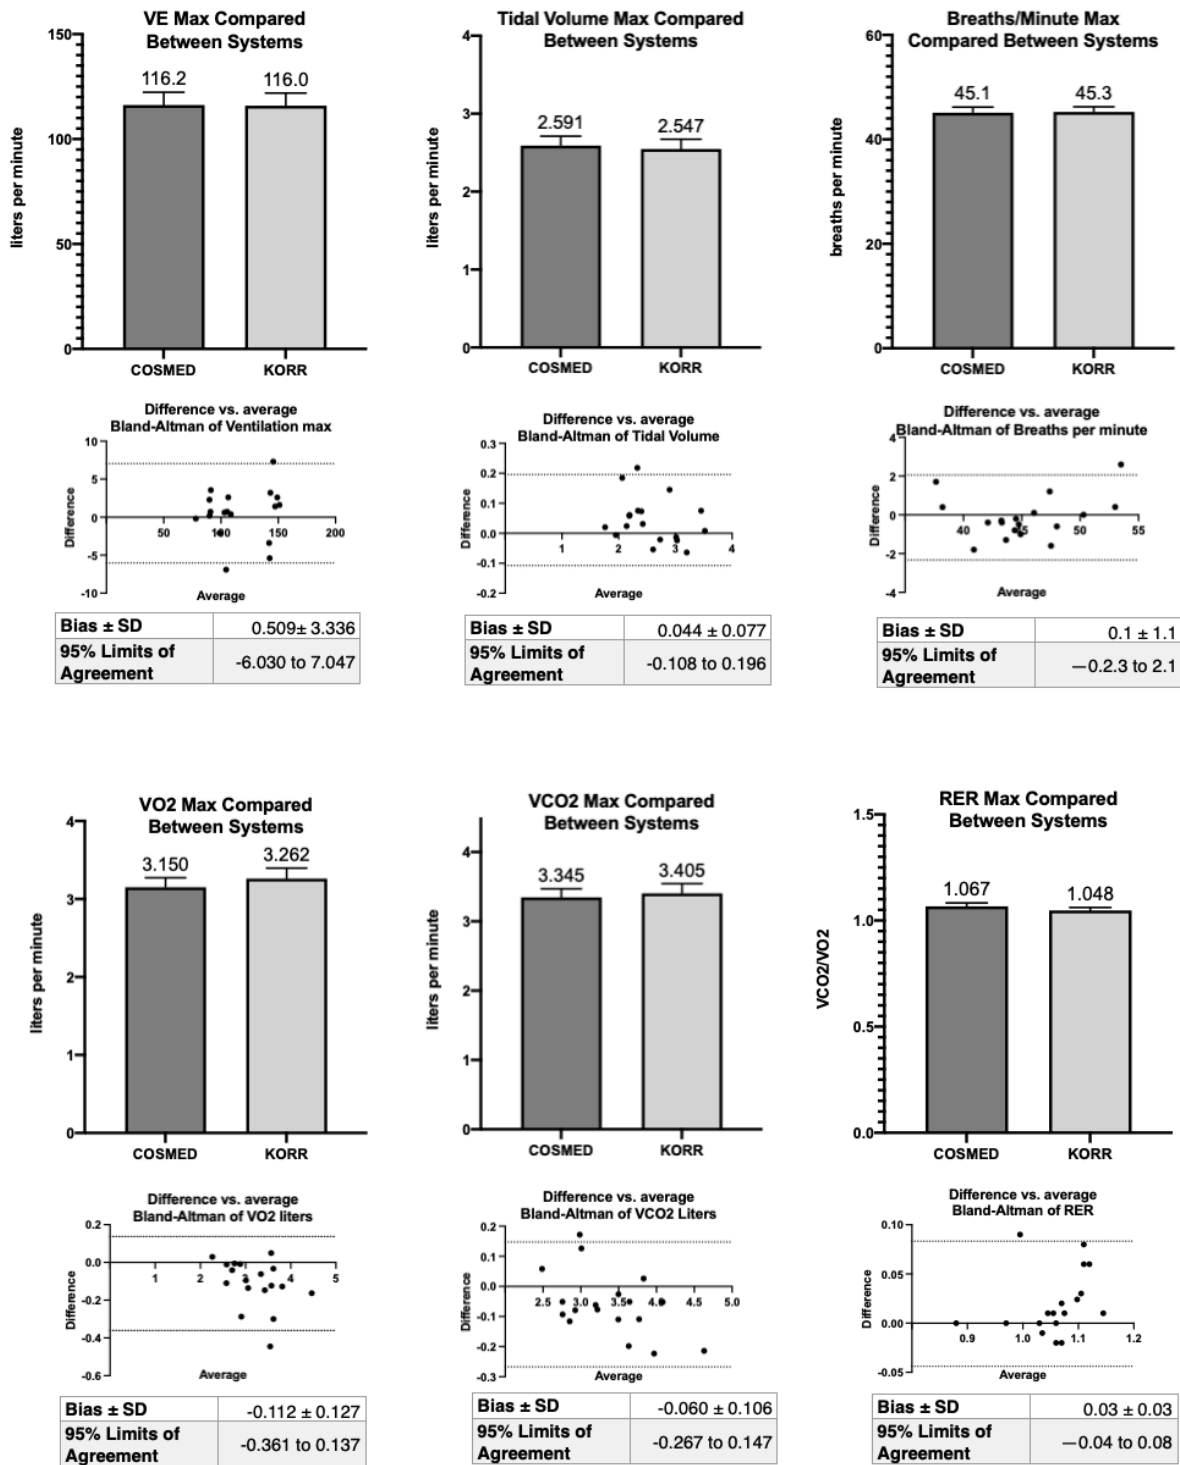 VE Max Compared
Between Systems
150
100
50
0
liters per minute
116.2
116.0
COSMED
KORR
Tidal Volume Max Compared
Between Systems
4
3
2
1
0
liters per minute
2.591
2.547
COSMED
KORR
Breaths/Minute Max
Compared Between Systems
60
40
20
0
breaths per minute
45.1
45.3
COSMED
KORR
Difference vs. average
Bland-Altman of Ventilation max
10
5
0
-5
-10
Difference
50
100
150
200
Average
Bias ± SD
0.509± 3.336
95% Limits of
Agreement
-6.030 to 7.047
Difference vs. average
Bland-Altman of Tidal Volume
0.3
0.2
0.1
0.0
-0.1
-0.2
Difference
1
2
3
4
Average
Bias ± SD
0.044 ± 0.077
95% Limits of
Agreement
-0.108 to 0.196
Difference vs. average
Bland-Altman of Breaths per minute
4
2
0
-2
-4
Difference
40
45
50
55
Average
Bias ± SD
0.1 ± 1.1
95% Limits of
Agreement
—0.2.3 to 2.1
VO2 Max Compared
Between Systems
4
3
2
1
0
liters per minute
3.150
3.262
COSMED
KORR
VCO2 Max Compared
Between Systems
4
3
2
1
0
liters per minute
3.345
3.405
COSMED
KORR
RER Max Compared
Between Systems
1.5
1.0
0.5
0.0
VCO2/VO2
1.067
1.048
COSMED
KORR
Difference vs. average
Bland-Altman of VO2 liters
0.2
0.0
-0.2
-0.4
-0.6
Difference
1
2
3
4
5
Average
Bias ± SD
-0.112 ± 0.127
95% Limits of
Agreement
-0.361 to 0.137
Difference vs. average
Bland-Altman of VCO2 Liters
0.2
0.1
0.0
-0.1
-0.2
-0.3
Difference
2.5
3.0
3.5
4.0
4.5
5.0
Average
Bias ± SD
-0.060 ± 0.106
95% Limits of
Agreement
-0.267 to 0.147
Difference vs. average
Bland-Altman of RER
0.10
0.05
0.00
-0.05
Difference
0.9
1.0
1.1
1.2
Average
Bias ± SD
0.03 ± 0.03
95% Limits of
Agreement
—0.04 to 0.08